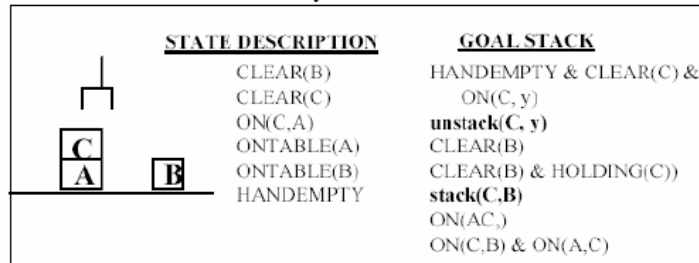 STATE DESCRIPTION
CLEAR(B)
CLEAR(C)
ON(C,A)
ONTABLE(A)
ONTABLE(B)
HANDEMPTY
GOAL STACK
HANDEMPTY & CLEAR(C) &
ON(C, y)
unstack(C, y)
CLEAR(B)
CLEAR(B) & HOLDING(C))
stack(C,B)
ON(AC,)
ON(C,B) & ON(A,C)
C
A
B